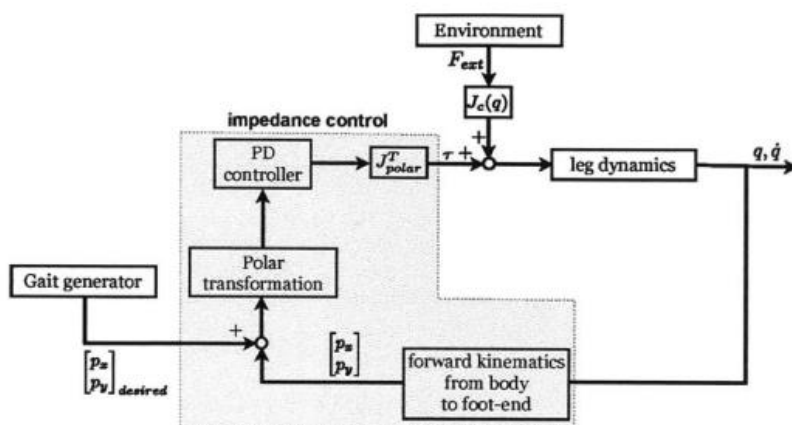 Environment
F_ext
J_c(q)
impedance control
+
PD
controller
J^T_polar
τ +
leg dynamics
q, q̇
Polar
transformation
Gait generator
+
[p_x
p_y]
[p_x
p_y]_desired
forward kinematics
from body
to foot-end